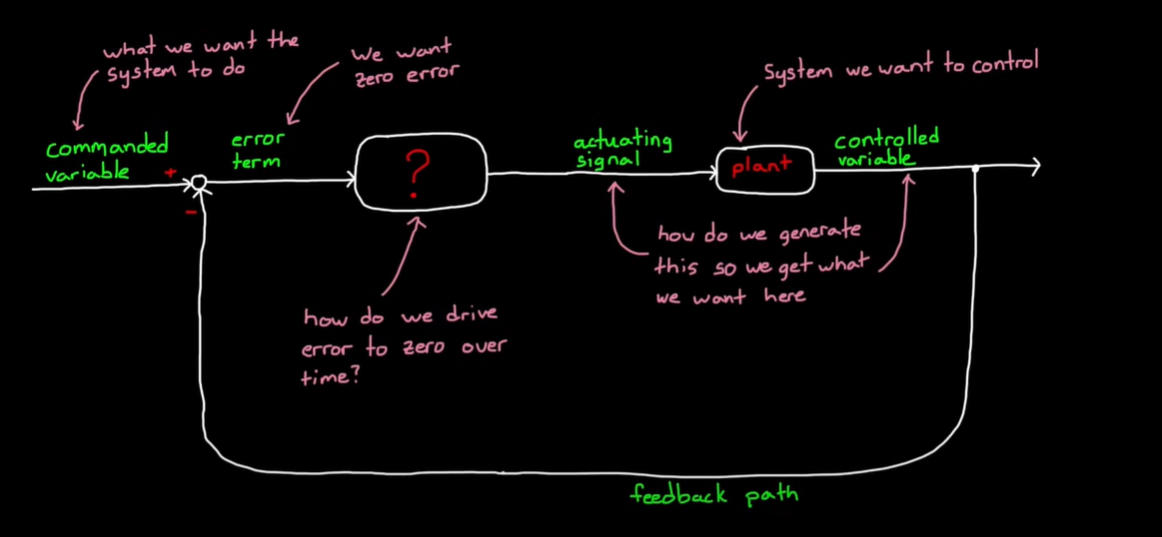 what we want the
system to do
we want
zero error
System we want to control
commanded
variable
+
-
error
term
?
actuating
signal
plant
controlled
variable
how do we generate
this so we get what
we want here
how do we drive
error to zero over
time?
feedback path